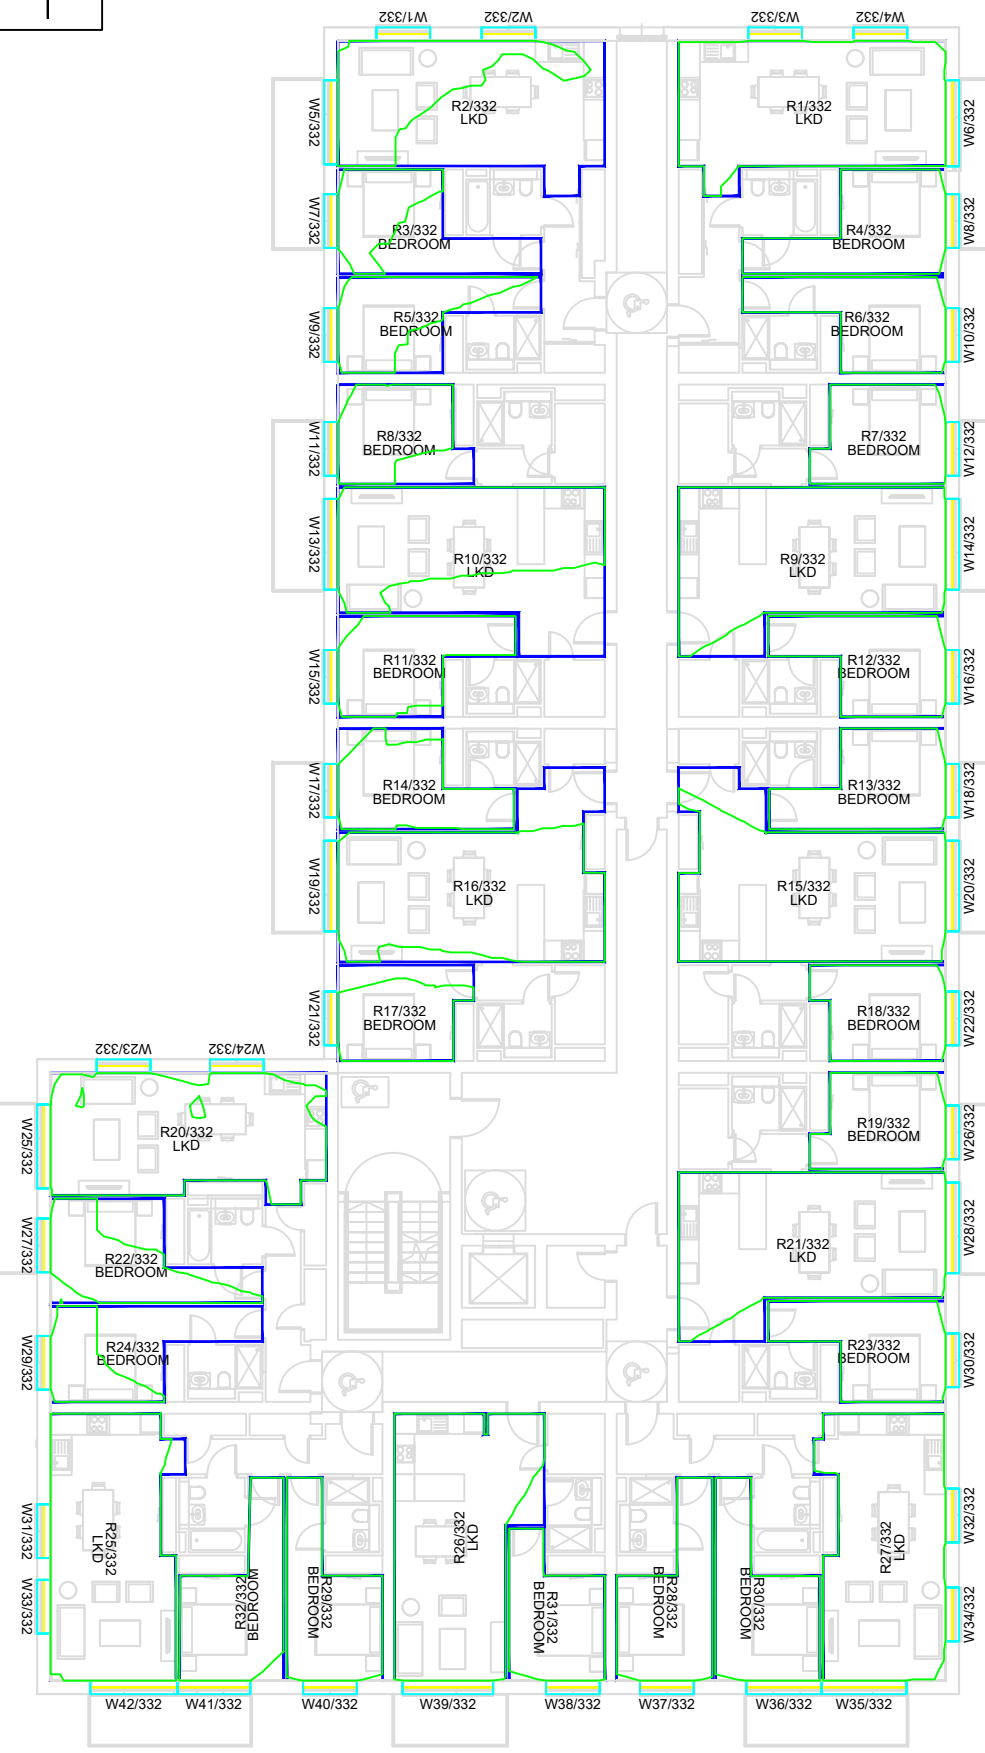 W1/332
W2/332
W3/332
W4/332
W5/332
R2/332
LKD
R1/332
LKD
W6/332
W7/332
R3/332
BEDROOM
R4/332
BEDROOM
W8/332
W9/332
R5/332
BEDROOM
R6/332
BEDROOM
W10/332
W11/332
R8/332
BEDROOM
R7/332
BEDROOM
W12/332
W13/332
R10/332
LKD
R9/332
LKD
W14/332
W15/332
R11/332
BEDROOM
R12/332
BEDROOM
W16/332
W17/332
R14/332
BEDROOM
R13/332
BEDROOM
W18/332
W19/332
R16/332
LKD
R15/332
LKD
W20/332
W21/332
R17/332
BEDROOM
R18/332
BEDROOM
W22/332
W23/332
W24/332
W25/332
R20/332
LKD
R19/332
BEDROOM
W26/332
W27/332
R22/332
BEDROOM
R21/332
LKD
W28/332
W29/332
R24/332
BEDROOM
R23/332
BEDROOM
W30/332
W31/332
W33/332
R25/332
LKD
R32/332
BEDROOM
R29/332
BEDROOM
R26/332
LKD
R31/332
BEDROOM
R28/332
BEDROOM
R30/332
BEDROOM
R27/332
LKD
W32/332
W34/332
W42/332
W41/332
W40/332
W39/332
W38/332
W37/332
W36/332
W35/332